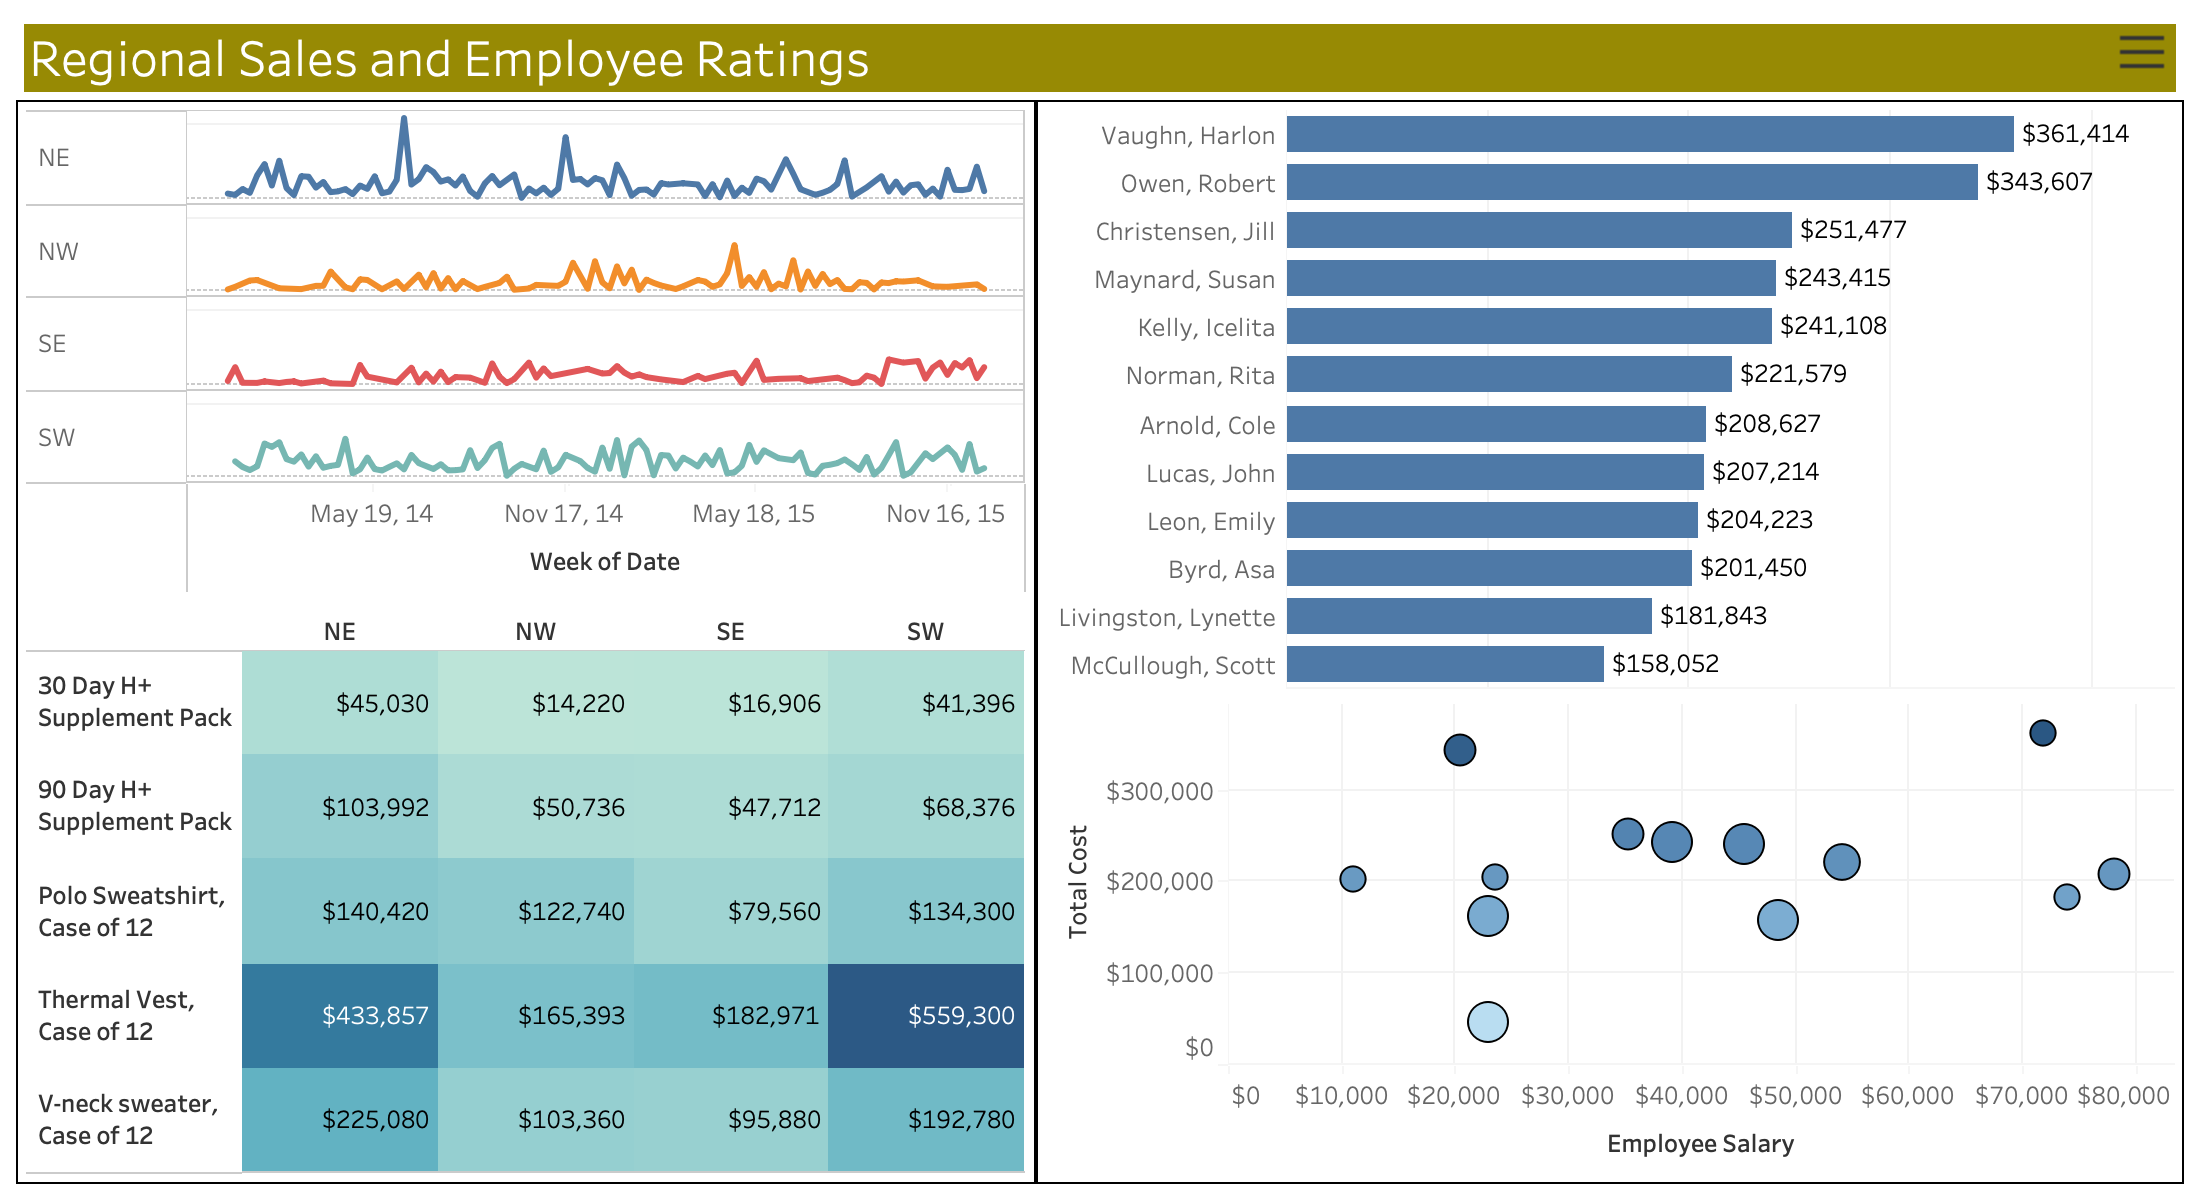 Regional Sales and Employee Ratings
NE
NW
SE
SW
May 19, 14 Nov 17, 14 May 18, 15 Nov 16, 15
Week of Date
NE NW SE SW
30 Day H+
Supplement Pack
$45,030 $14,220 $16,906 $41,396
90 Day H+
Supplement Pack
$103,992 $50,736 $47,712 $68,376
Polo Sweatshirt,
Case of 12
$140,420 $122,740 $79,560 $134,300
Thermal Vest,
Case of 12
$433,857 $165,393 $182,971 $559,300
V-neck sweater,
Case of 12
$225,080 $103,360 $95,880 $192,780
Vaughn, Harlon $361,414
Owen, Robert $343,607
Christensen, Jill $251,477
Maynard, Susan $243,415
Kelly, Icelita $241,108
Norman, Rita $221,579
Arnold, Cole $208,627
Lucas, John $207,214
Leon, Emily $204,223
Byrd, Asa $201,450
Livingston, Lynette $181,843
McCullough, Scott $158,052
Total Cost
$300,000
$200,000
$100,000
$0
$0 $10,000 $20,000 $30,000 $40,000 $50,000 $60,000 $70,000 $80,000
Employee Salary